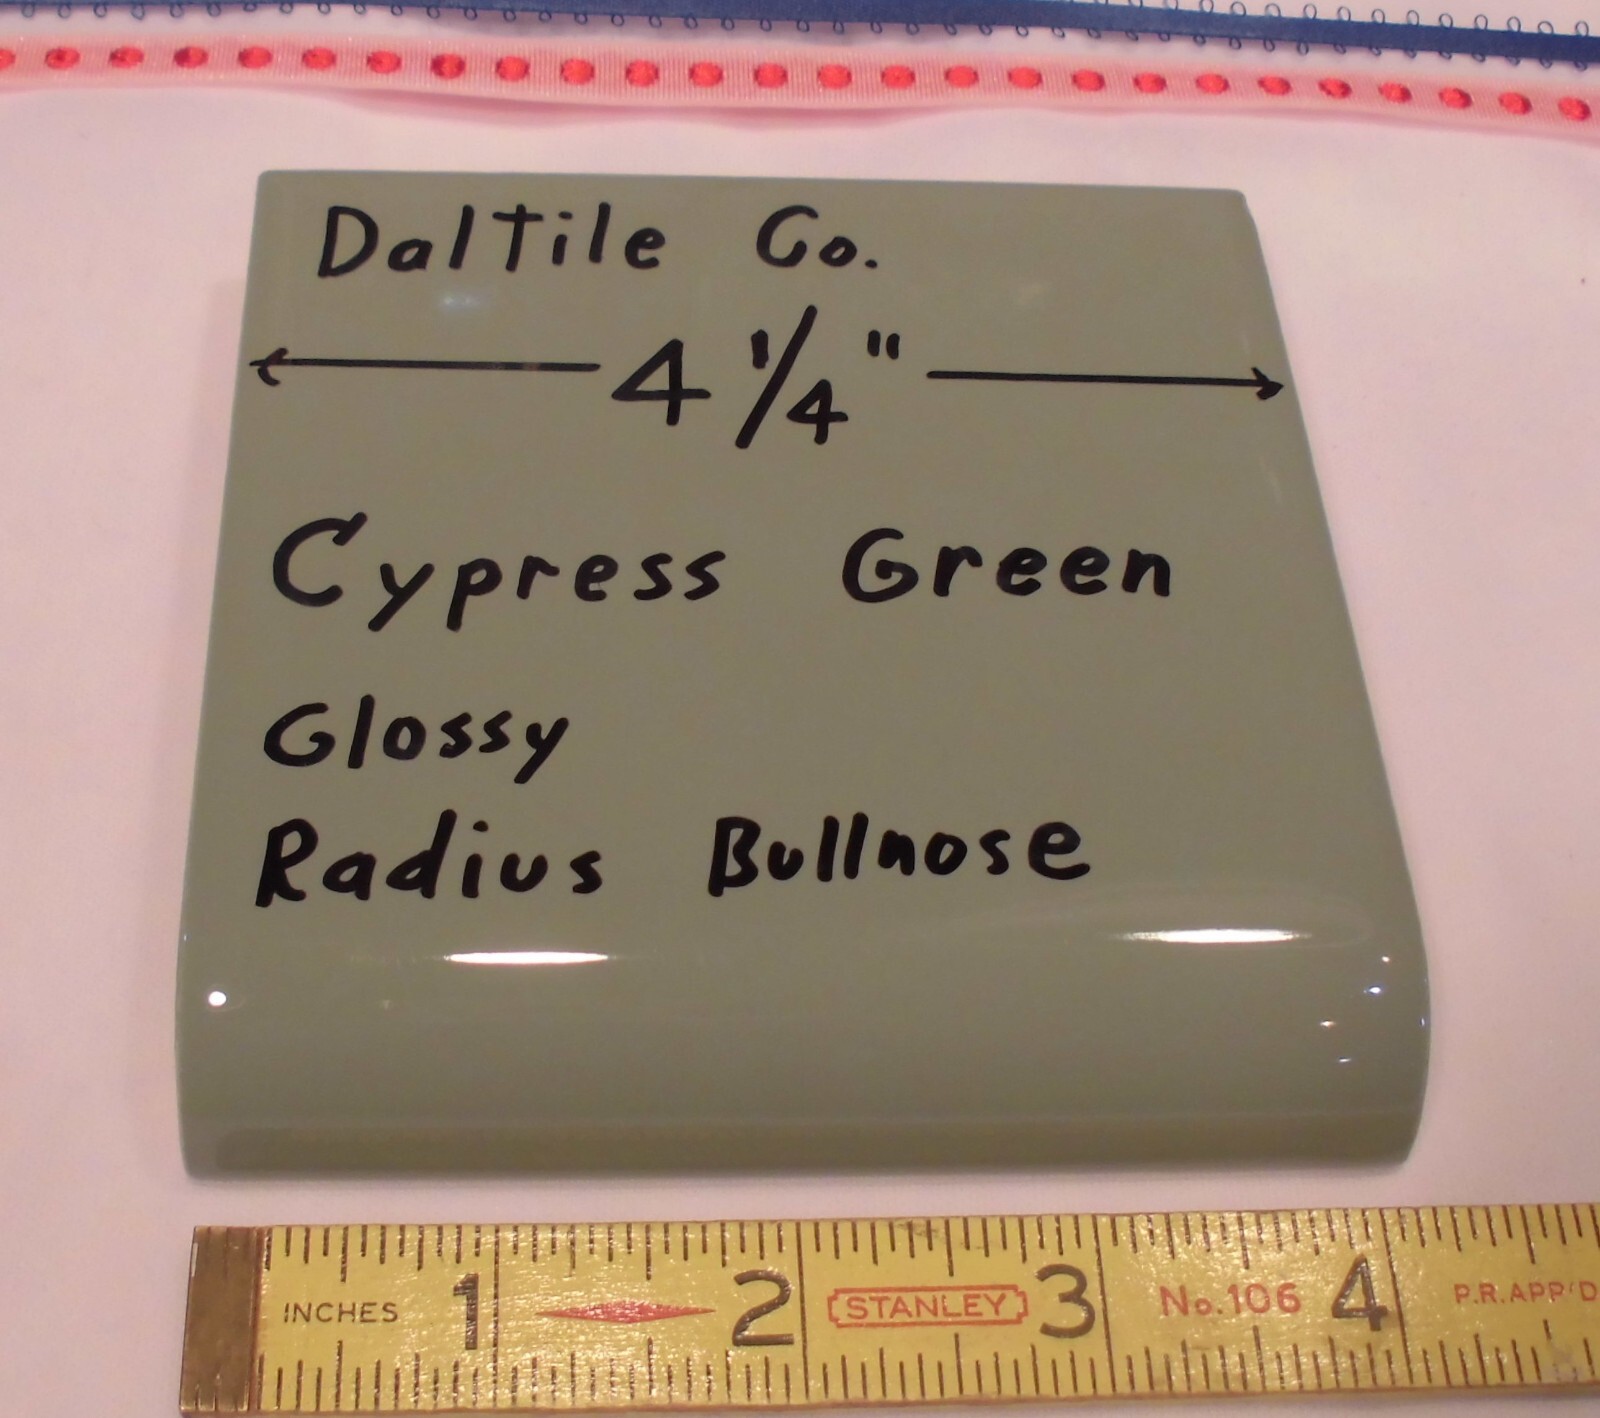 DalTile Co.
4 1/4"
Cypress Green
Glossy
Radius Bullnose
INCHES 1 2 STANLEY 3 No. 106 4 P.R. APP'D